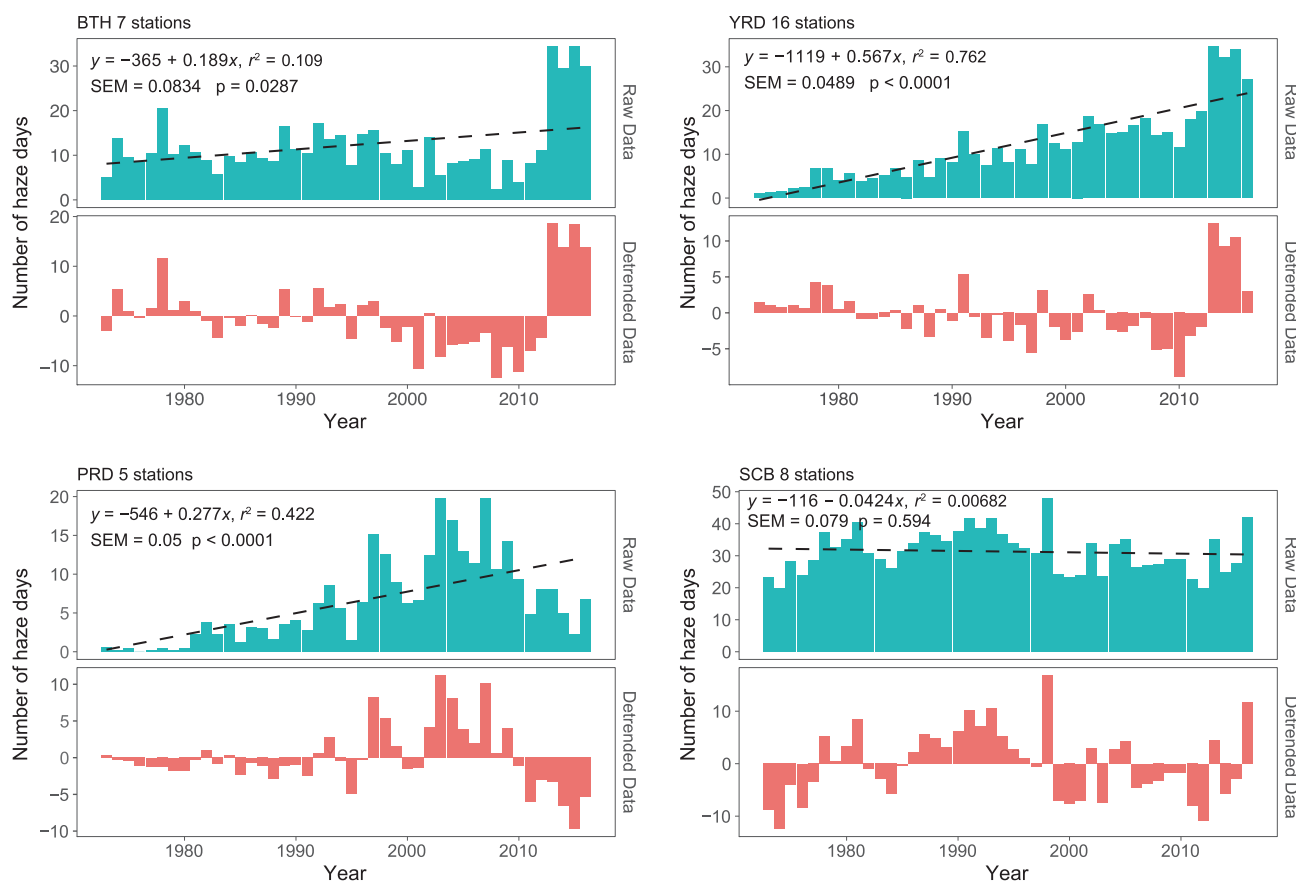 BTH 7 stations
y = −365 + 0.189x, r² = 0.109
SEM = 0.0834 p = 0.0287
30
20
10
0
Raw Data
20
10
0
−10
Detrended Data
Number of haze days
1980 1990 2000 2010
Year
YRD 16 stations
y = −1119 + 0.567x, r² = 0.762
SEM = 0.0489 p < 0.0001
30
20
10
0
Raw Data
10
5
0
−5
Detrended Data
Number of haze days
1980 1990 2000 2010
Year
PRD 5 stations
y = −546 + 0.277x, r² = 0.422
SEM = 0.05 p < 0.0001
20
15
10
5
0
Raw Data
10
5
0
−5
−10
Detrended Data
Number of haze days
1980 1990 2000 2010
Year
SCB 8 stations
y = −116 − 0.0424x, r² = 0.00682
SEM = 0.079 p = 0.594
50
40
30
20
10
0
Raw Data
10
0
−10
Detrended Data
Number of haze days
1980 1990 2000 2010
Year